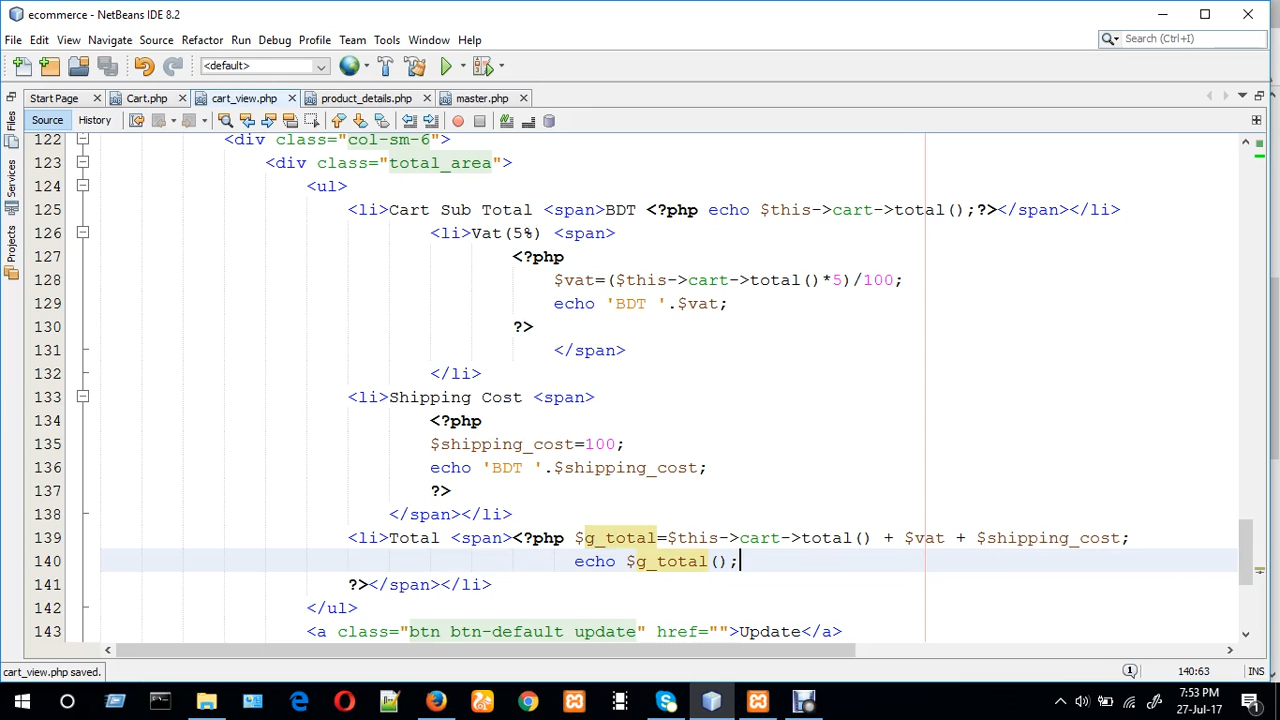 ecommerce - NetBeans IDE 8.2
File Edit View Navigate Source Refactor Run Debug Profile Team Tools Window Help
Search (Ctrl+I)
<default>
Start Page Cart.php cart_view.php product_details.php master.php
Source History
Files
Services
Projects
122 <div class="col-sm-6">
123 <div class="total_area">
124 <ul>
125 <li>Cart Sub Total <span>BDT <?php echo $this->cart->total();?></span></li>
126 <li>Vat(5%) <span>
127 <?php
128 $vat=($this->cart->total()*5)/100;
129 echo 'BDT '.$vat;
130 ?>
131 </span>
132 </li>
133 <li>Shipping Cost <span>
134 <?php
135 $shipping_cost=100;
136 echo 'BDT '.$shipping_cost;
137 ?>
138 </span></li>
139 <li>Total <span><?php $g_total=$this->cart->total() + $vat + $shipping_cost;
140 echo $g_total();
141 ?></span></li>
142 </ul>
143 <a class="btn btn-default update" href="">Update</a>
cart_view.php saved.
1
140:63
INS
7:53 PM
27-Jul-17
1